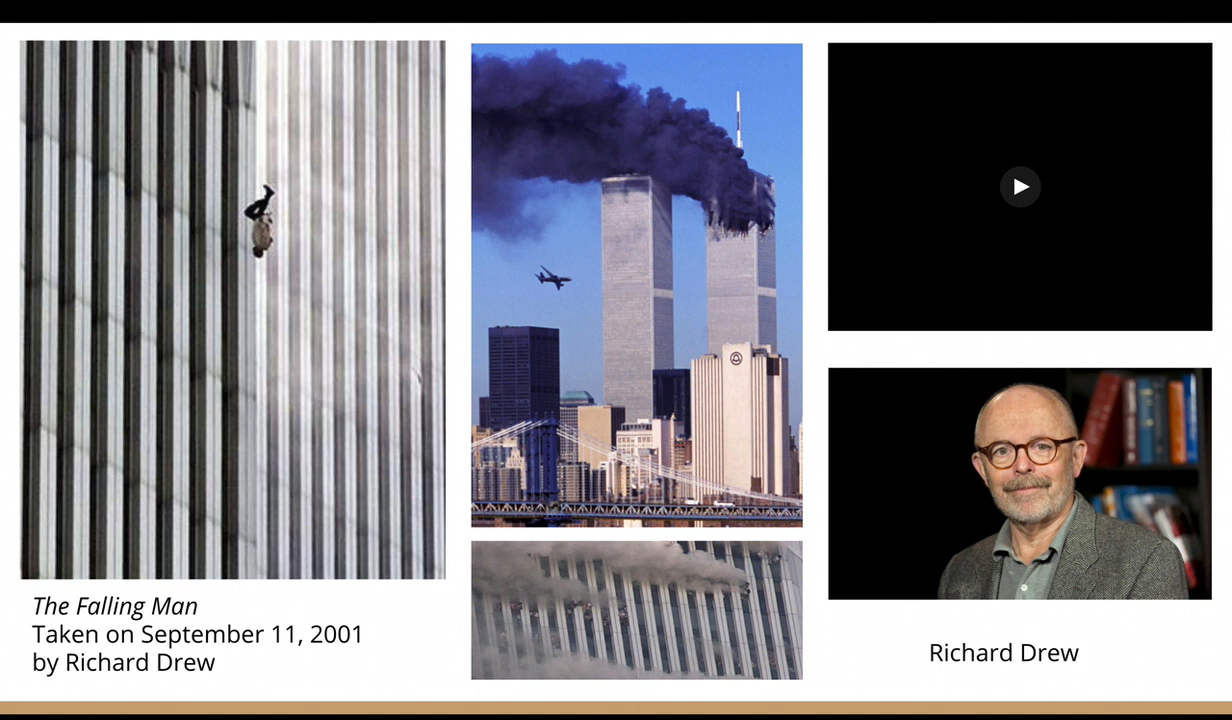 The Falling Man
Taken on September 11, 2001
by Richard Drew
Richard Drew